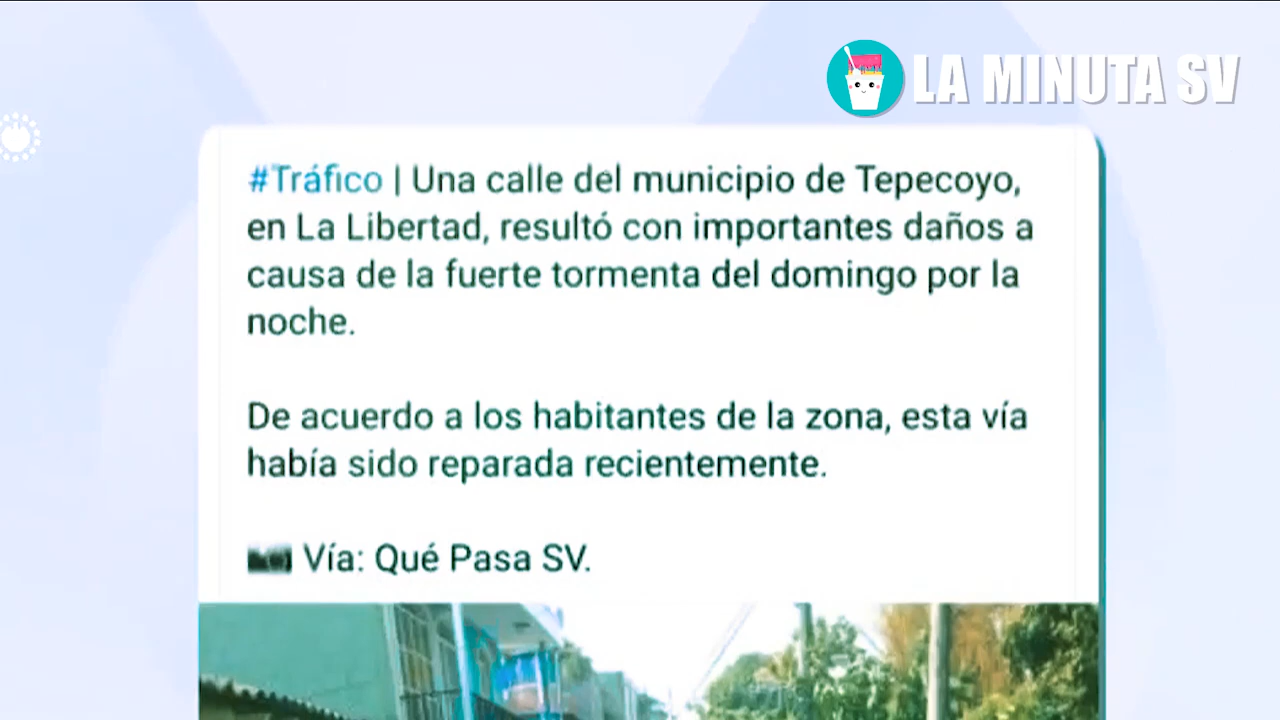 LA MINUTA SV
#Tráfico | Una calle del municipio de Tepecoyo,
en La Libertad, resultó con importantes daños a
causa de la fuerte tormenta del domingo por la
noche.
De acuerdo a los habitantes de la zona, esta vía
había sido reparada recientemente.
Vía: Qué Pasa SV.